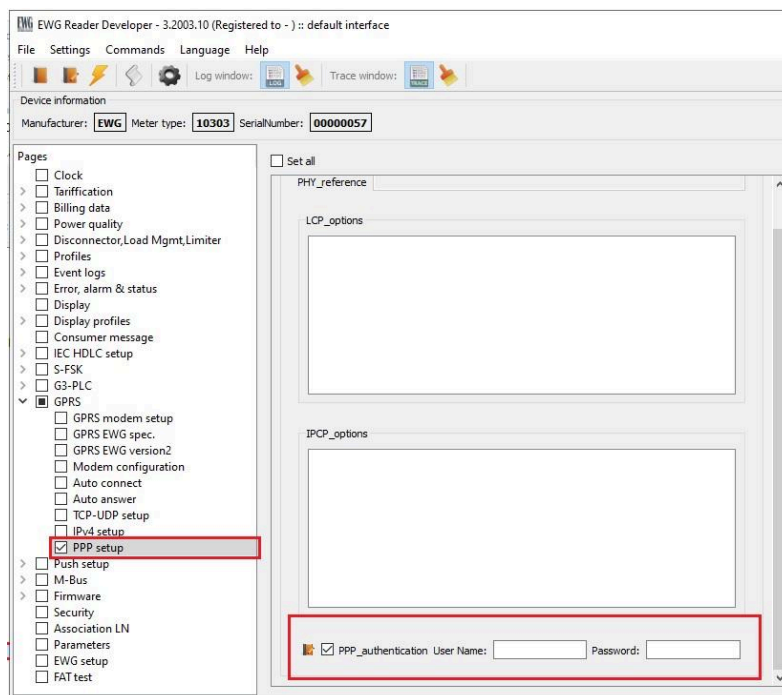 EWG EWG Reader Developer - 3.2003.10 (Registered to - ) :: default interface
File Settings Commands Language Help
Log window: LOG Trace window: TRACE
Device information
Manufacturer: EWG Meter type: 10303 SerialNumber: 00000057
Pages
Clock
Tariffication
Billing data
Power quality
Disconnector,Load Mgmt,Limiter
Profiles
Event logs
Error, alarm & status
Display
Display profiles
Consumer message
IEC HDLC setup
S-FSK
G3-PLC
GPRS
GPRS modem setup
GPRS EWG spec.
GPRS EWG version2
Modem configuration
Auto connect
Auto answer
TCP-UDP setup
IPv4 setup
PPP setup
Push setup
M-Bus
Firmware
Security
Association LN
Parameters
EWG setup
FAT test
Set all
PHY_reference
LCP_options
IPCP_options
PPP_authentication User Name: Password: